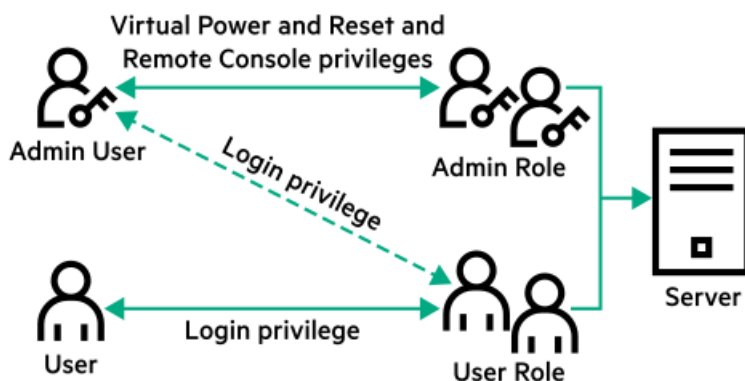 Virtual Power and Reset and
Remote Console privileges
Admin User
Admin Role
Login privilege
Server
Login privilege
User
User Role